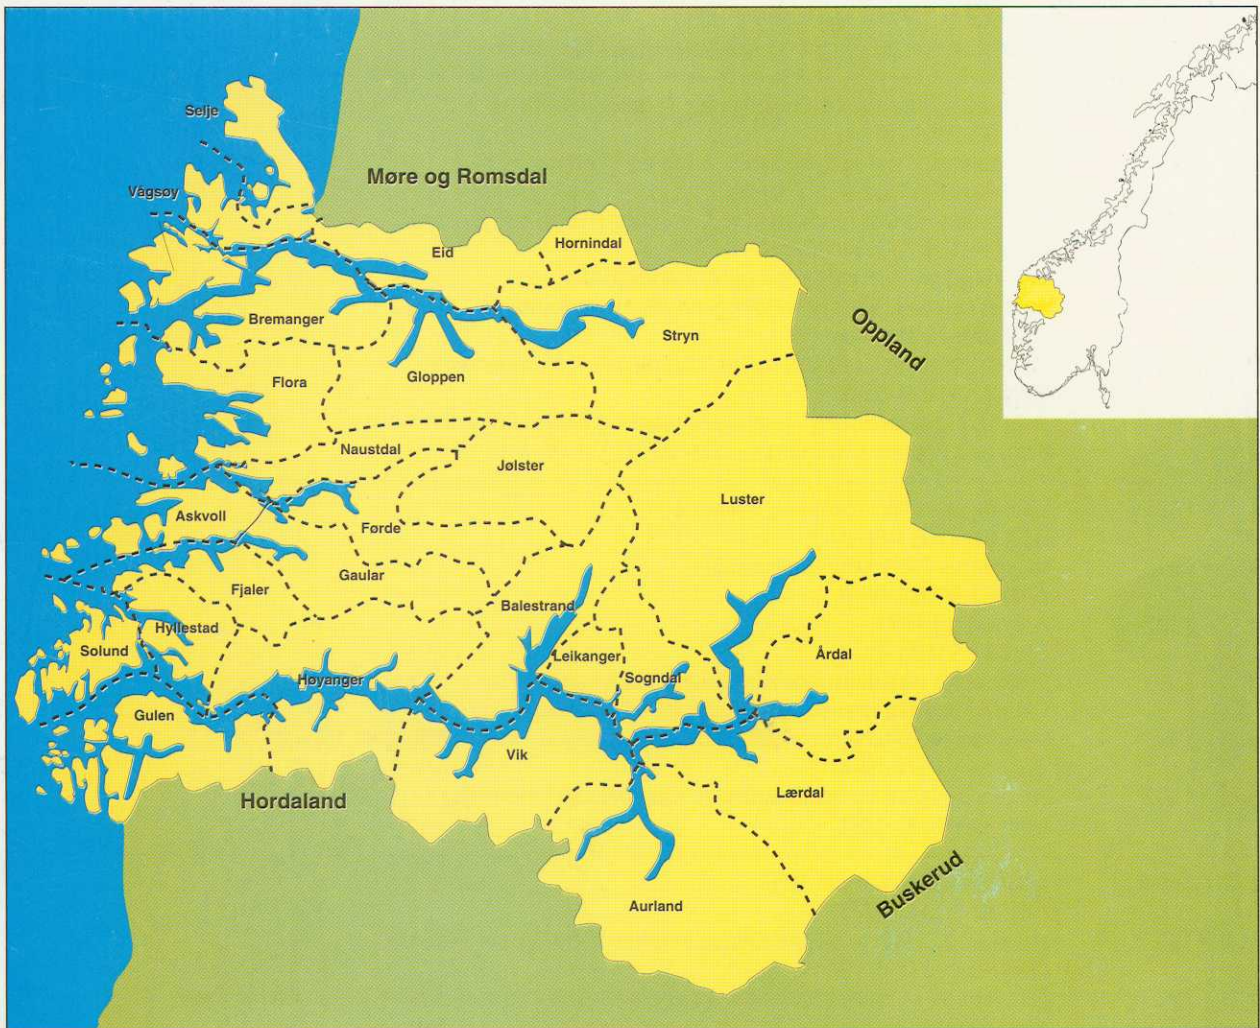 Selje
Møre og Romsdal
Vågsøy
Eid
Hornindal
Bremanger
Stryn
Oppland
Gloppen
Flora
Naustdal
Jølster
Luster
Askvoll
Førde
Gaular
Fjaler
Balestrand
Hyllestad
Solund
Leikanger
Årdal
Sogndal
Høyanger
Gulen
Vik
Lærdal
Hordaland
Buskerud
Aurland